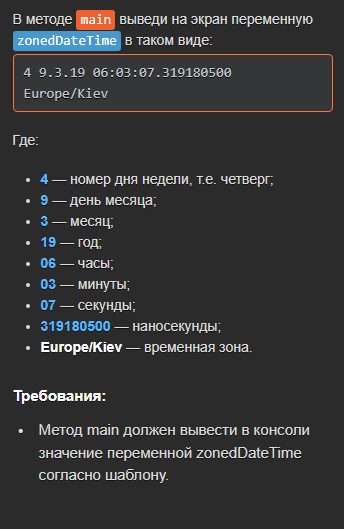 В методе main выведи на экран переменную
zonedDateTime в таком виде:
4 9.3.19 06:03:07.319180500
Europe/Kiev
Где:
4 — номер дня недели, т.е. четверг;
9 — день месяца;
3 — месяц;
19 — год;
06 — часы;
03 — минуты;
07 — секунды;
319180500 — наносекунды;
Europe/Kiev — временная зона.
Требования:
Метод main должен вывести в консоли
значение переменной zonedDateTime
согласно шаблону.